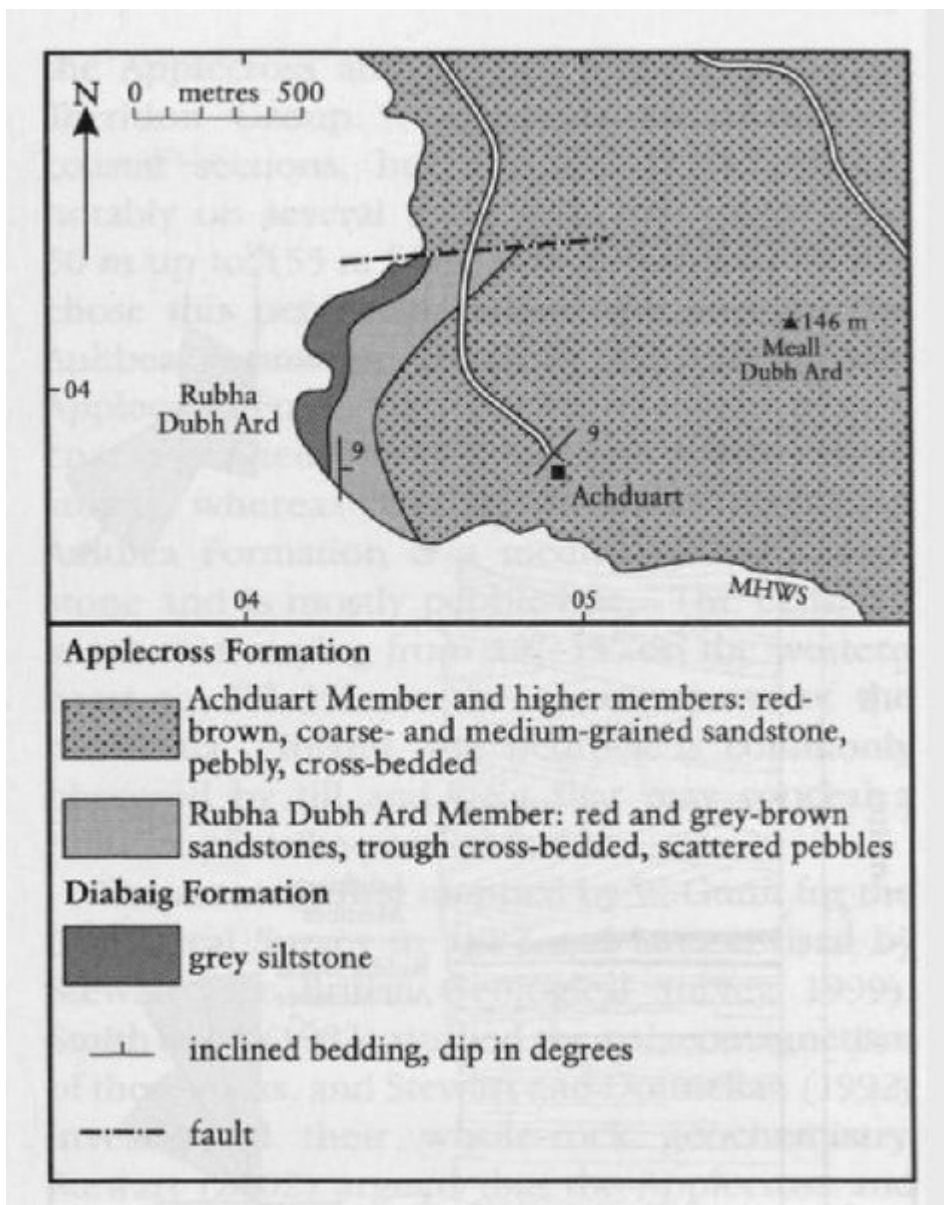 N 0 metres 500
146 m
Meall
Dubh Ard
04
Rubha
Dubh Ard
9
9
Achduart
MHWS
04 05
Applecross Formation
Achduart Member and higher members: red-
brown, coarse- and medium-grained sandstone,
pebbly, cross-bedded
Rubha Dubh Ard Member: red and grey-brown
sandstones, trough cross-bedded, scattered pebbles
Diabaig Formation
grey siltstone
inclined bedding, dip in degrees
fault